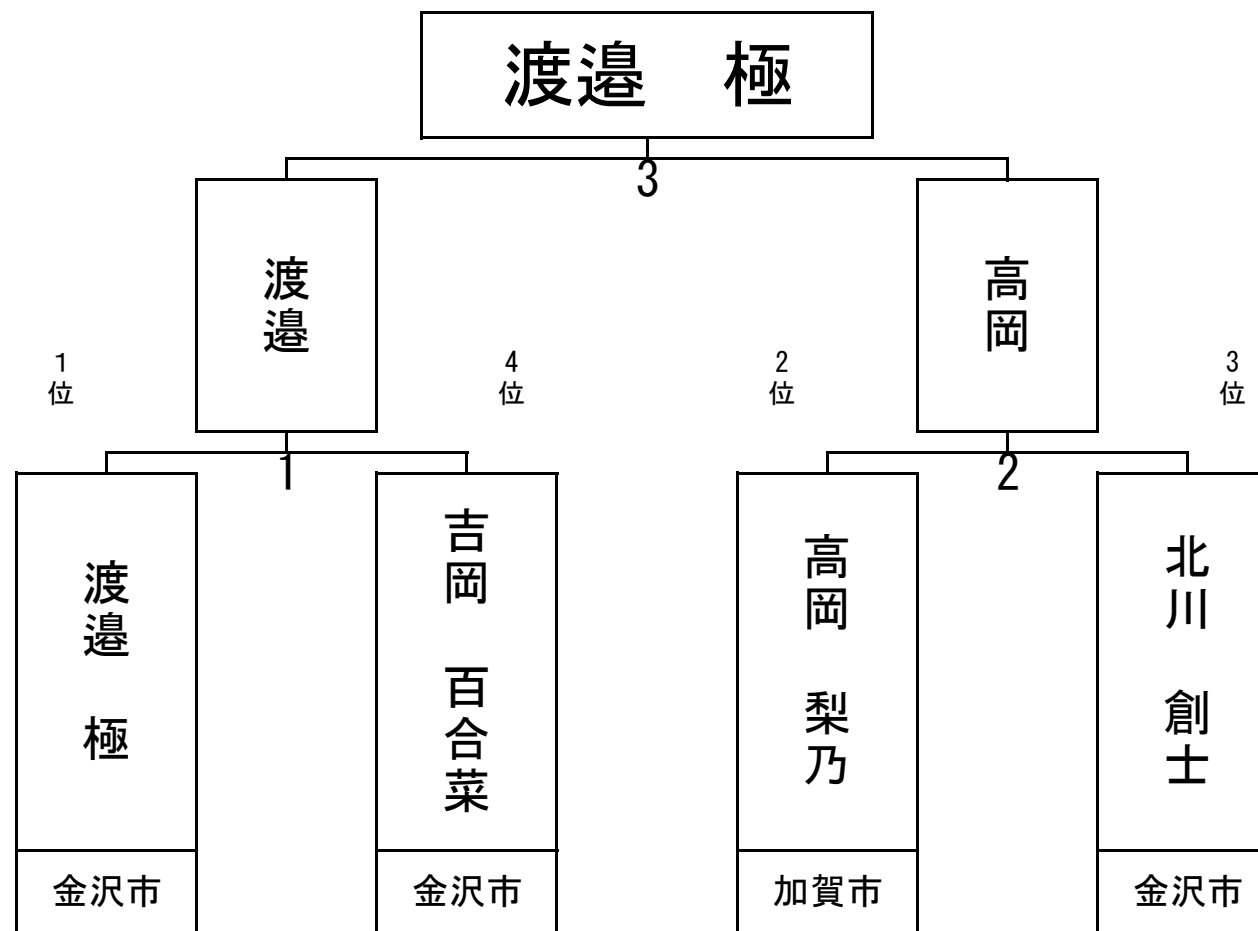 渡邉　極
3
渡邉
高岡
1位
4位
2位
3位
1
2
渡邉　極
吉岡　百合菜
高岡　梨乃
北川　創士
金沢市
金沢市
加賀市
金沢市